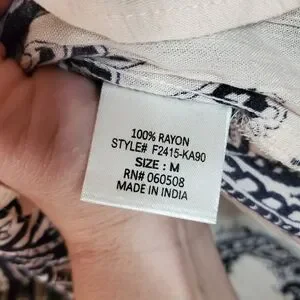 100% RAYON
STYLE# F2415-KA90
SIZE : M
RN# 060508
MADE IN INDIA